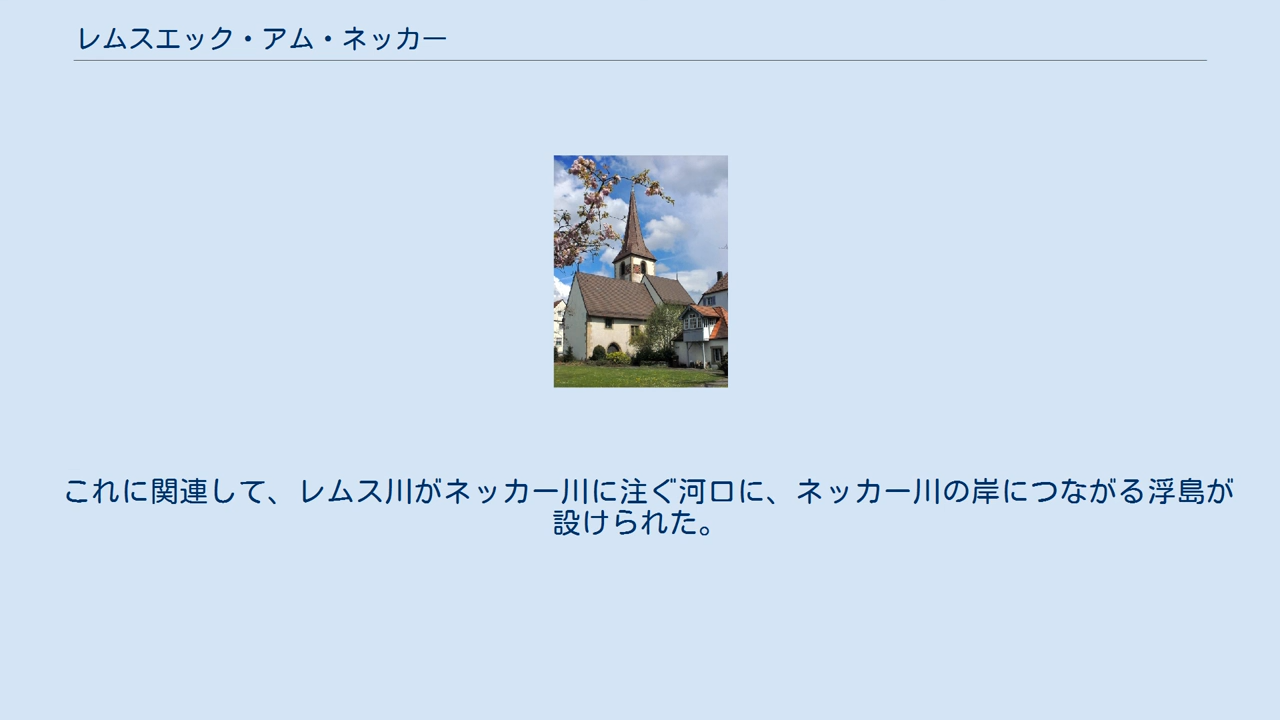 レムスエック・アム・ネッカー
これに関連して、レムス川がネッカー川に注ぐ河口に、ネッカー川の岸につながる浮島が
設けられた。